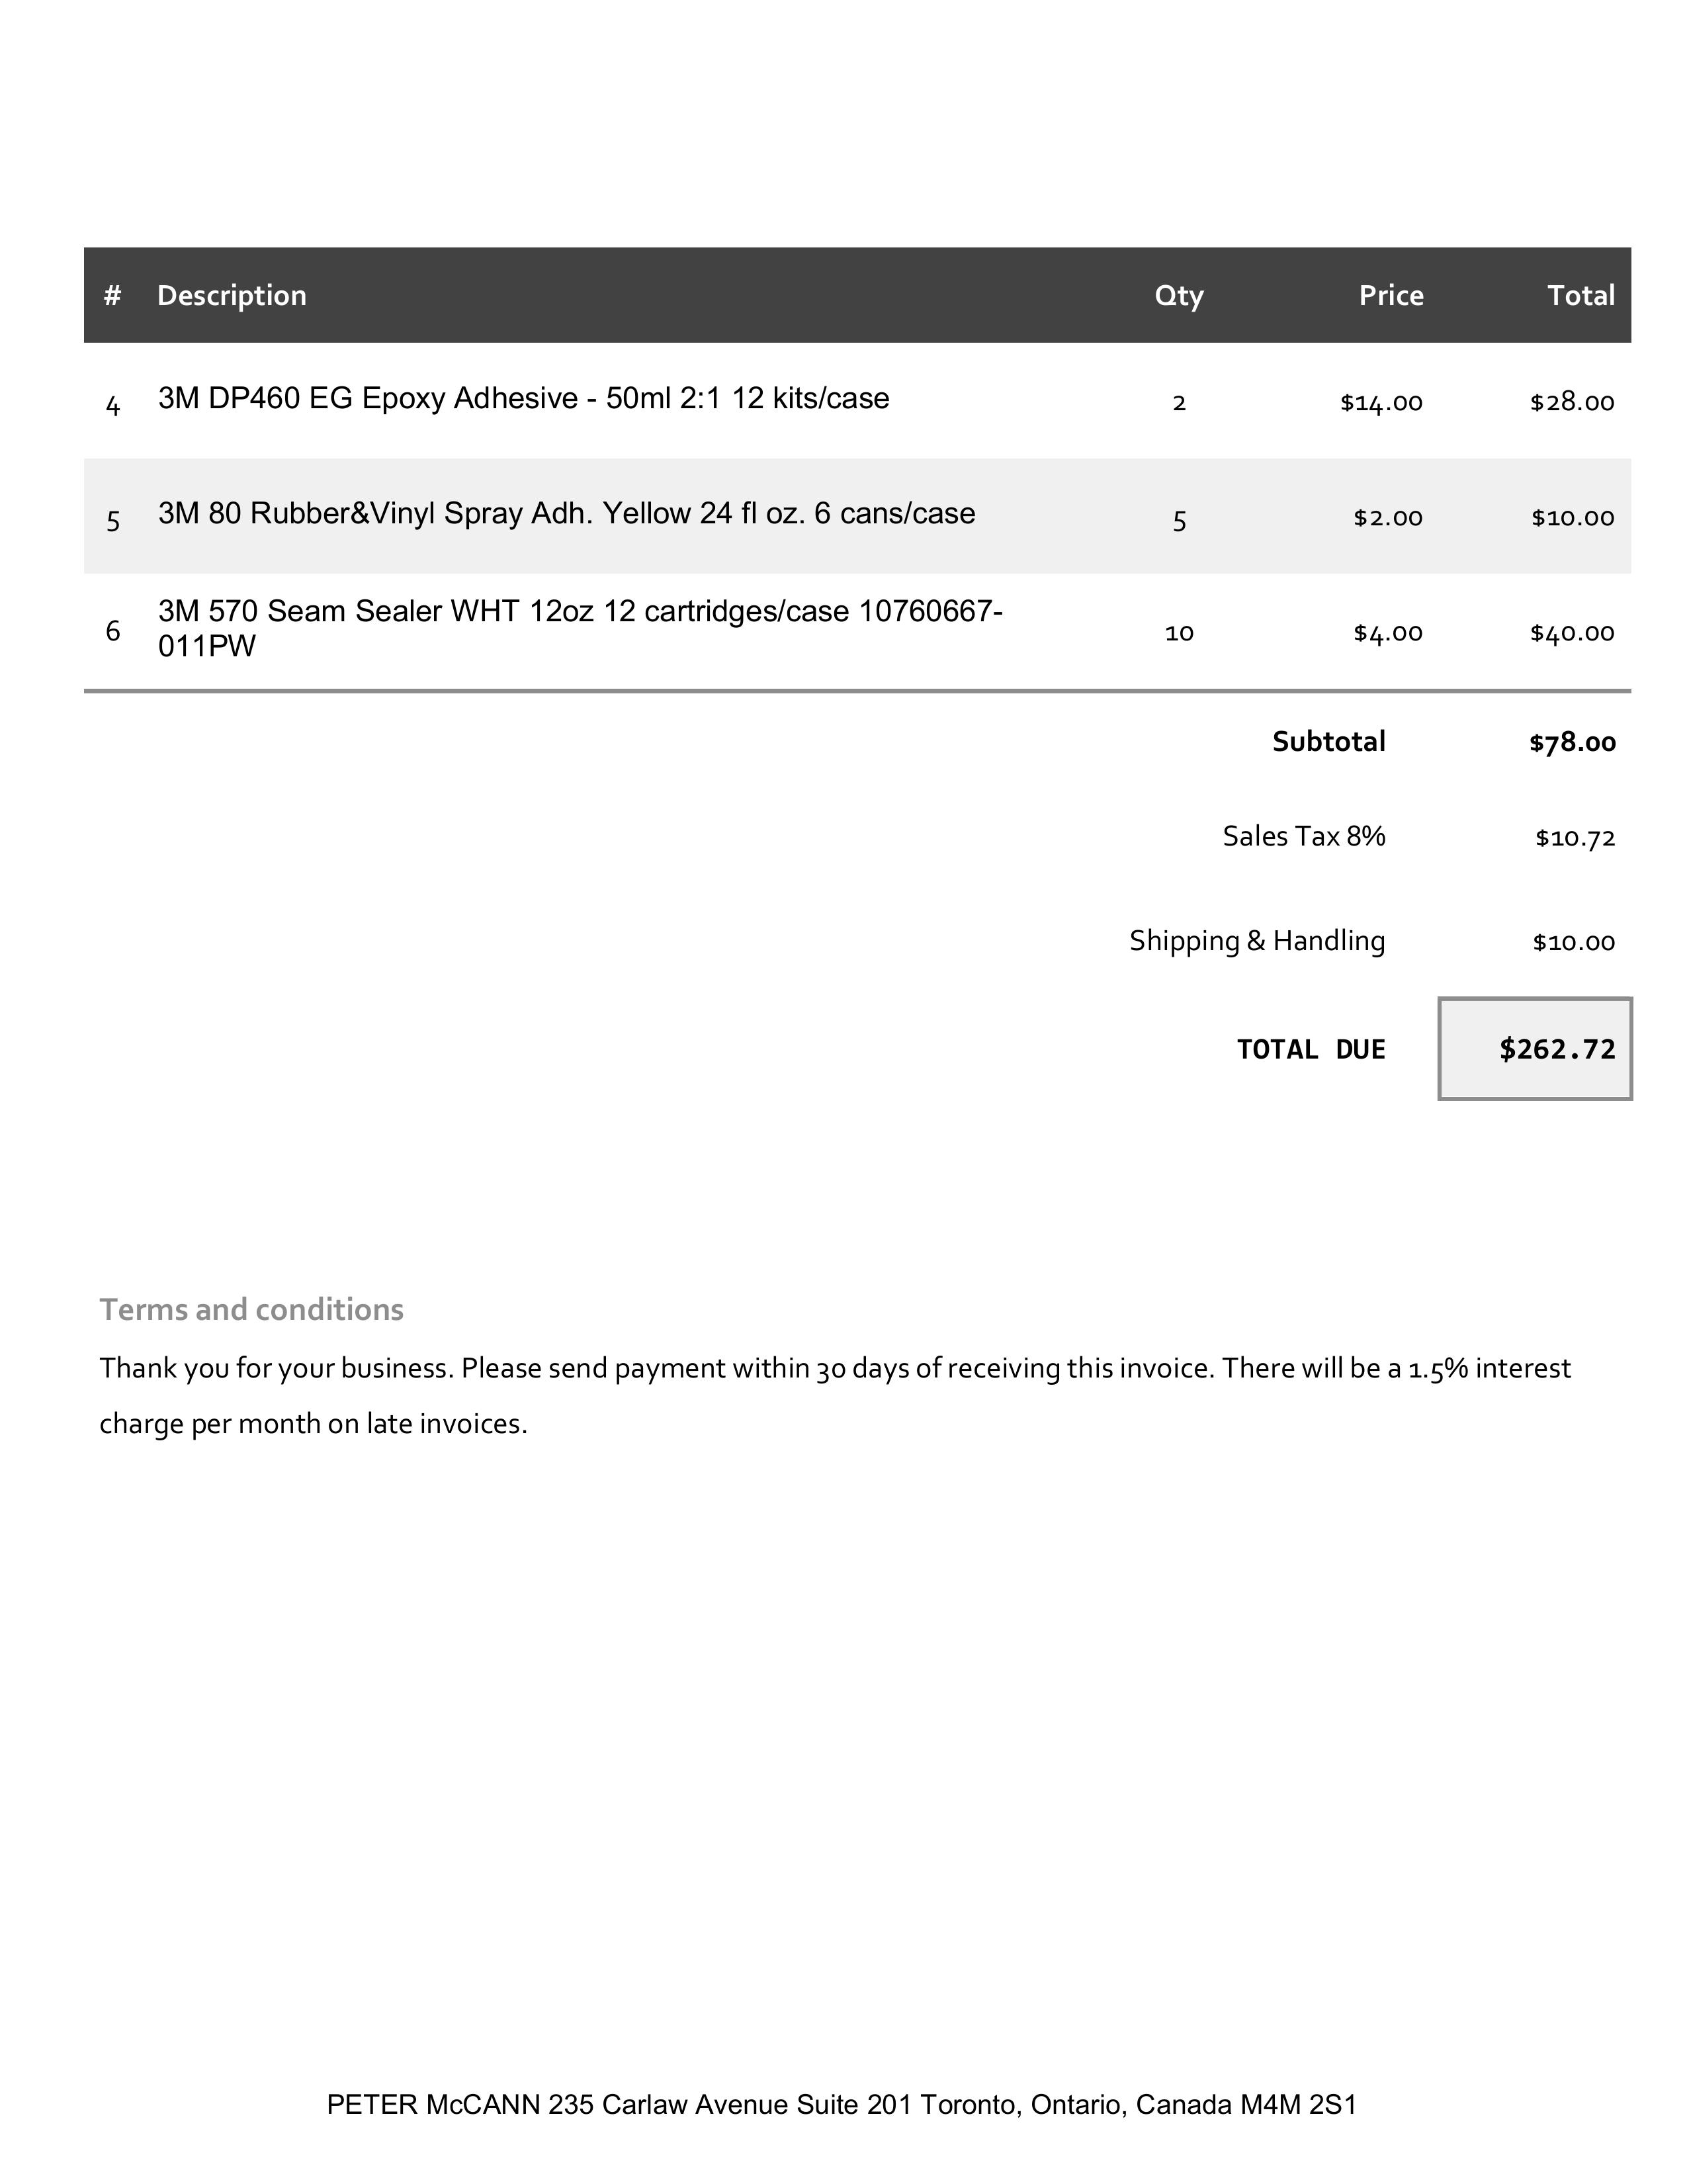 # Description Qty Price Total
4 3M DP460 EG Epoxy Adhesive - 50ml 2:1 12 kits/case 2 $14.00 $28.00
5 3M 80 Rubber&Vinyl Spray Adh. Yellow 24 fl oz. 6 cans/case 5 $2.00 $10.00
6 3M 570 Seam Sealer WHT 12oz 12 cartridges/case 10760667-
011PW 10 $4.00 $40.00
Subtotal $78.00
Sales Tax 8% $10.72
Shipping & Handling $10.00
TOTAL DUE $262.72
Terms and conditions
Thank you for your business. Please send payment within 30 days of receiving this invoice. There will be a 1.5% interest
charge per month on late invoices.
PETER McCANN 235 Carlaw Avenue Suite 201 Toronto, Ontario, Canada M4M 2S1